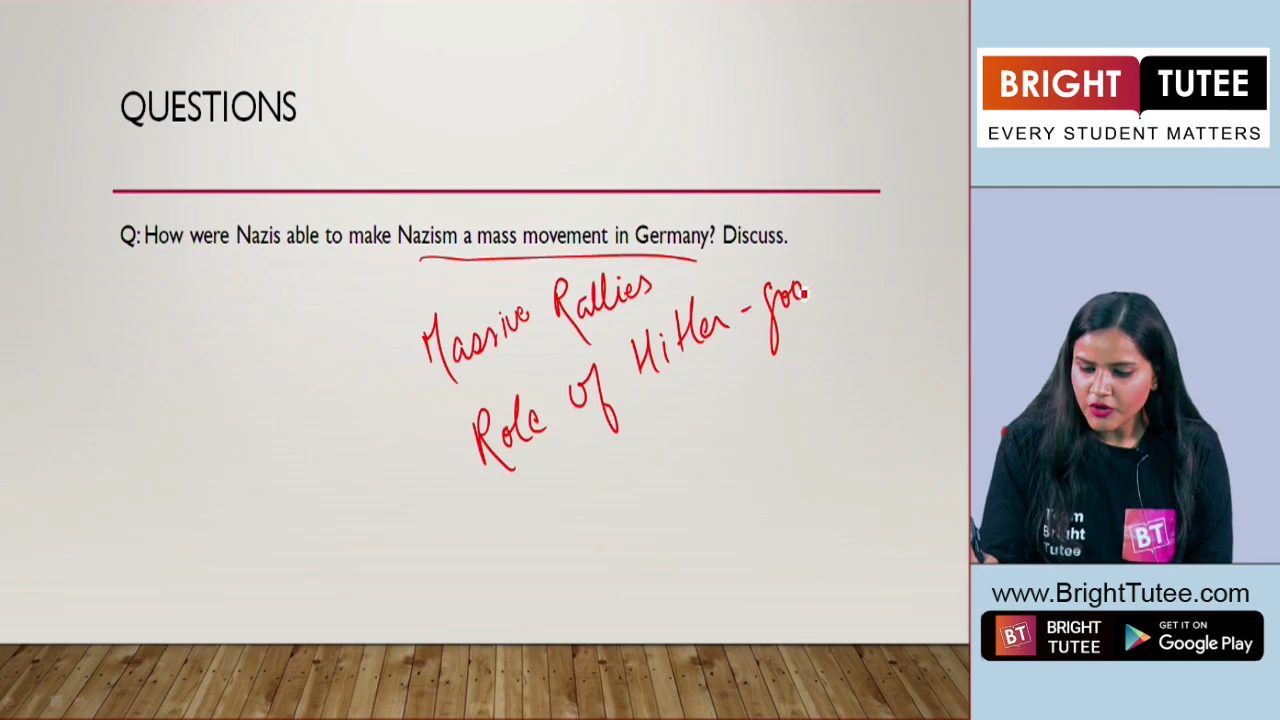 QUESTIONS
Q: How were Nazis able to make Nazism a mass movement in Germany? Discuss.
Massive Rallies
Role of Hitler - goo
BRIGHT TUTEE
EVERY STUDENT MATTERS
Team
Bright
Tutee
BT
www.BrightTutee.com
BT
BRIGHT
TUTEE
GET IT ON
Google Play